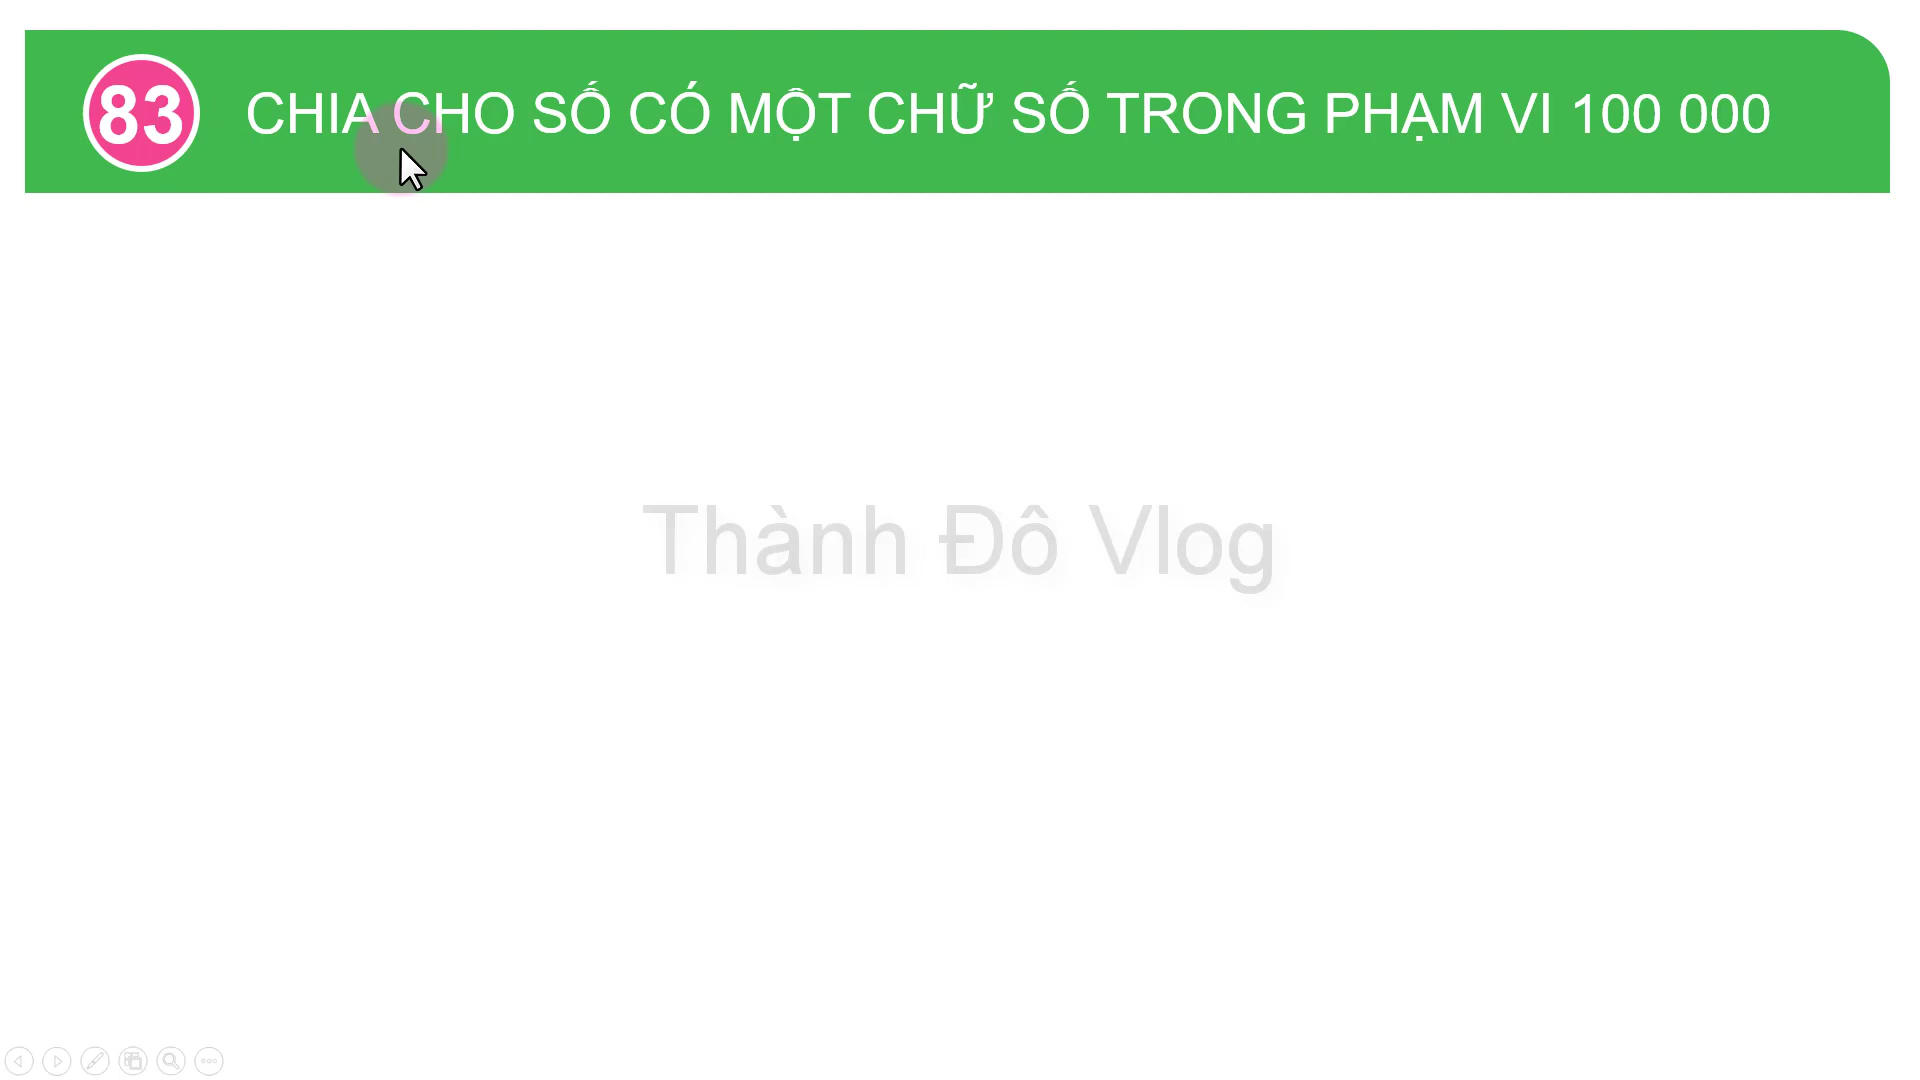 83
CHIA CHO SỐ CÓ MỘT CHỮ SỐ TRONG PHẠM VI 100 000
Thành Đô Vlog